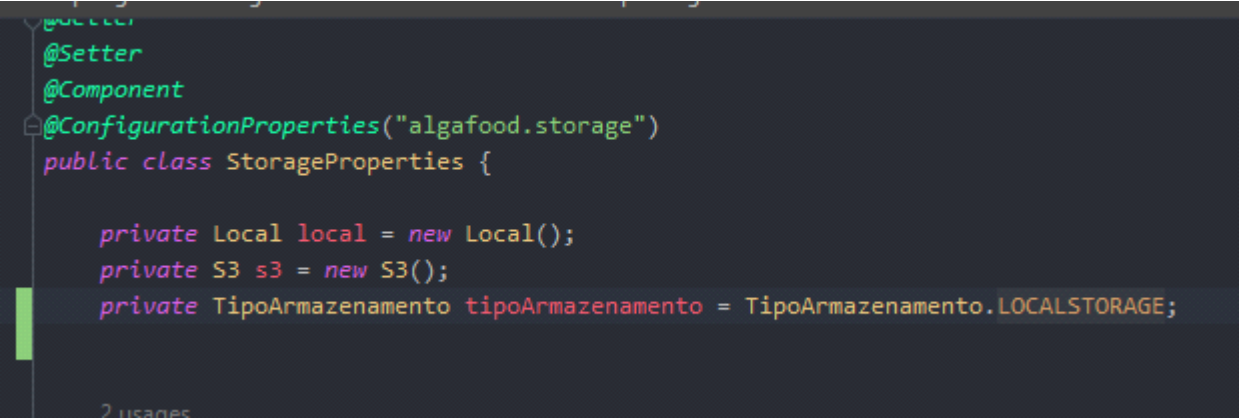 @Setter
@Component
@ConfigurationProperties("algafood.storage")
public class StorageProperties {
private Local local = new Local();
private S3 s3 = new S3();
private TipoArmazenamento tipoArmazenamento = TipoArmazenamento.LOCALSTORAGE;
2 usages